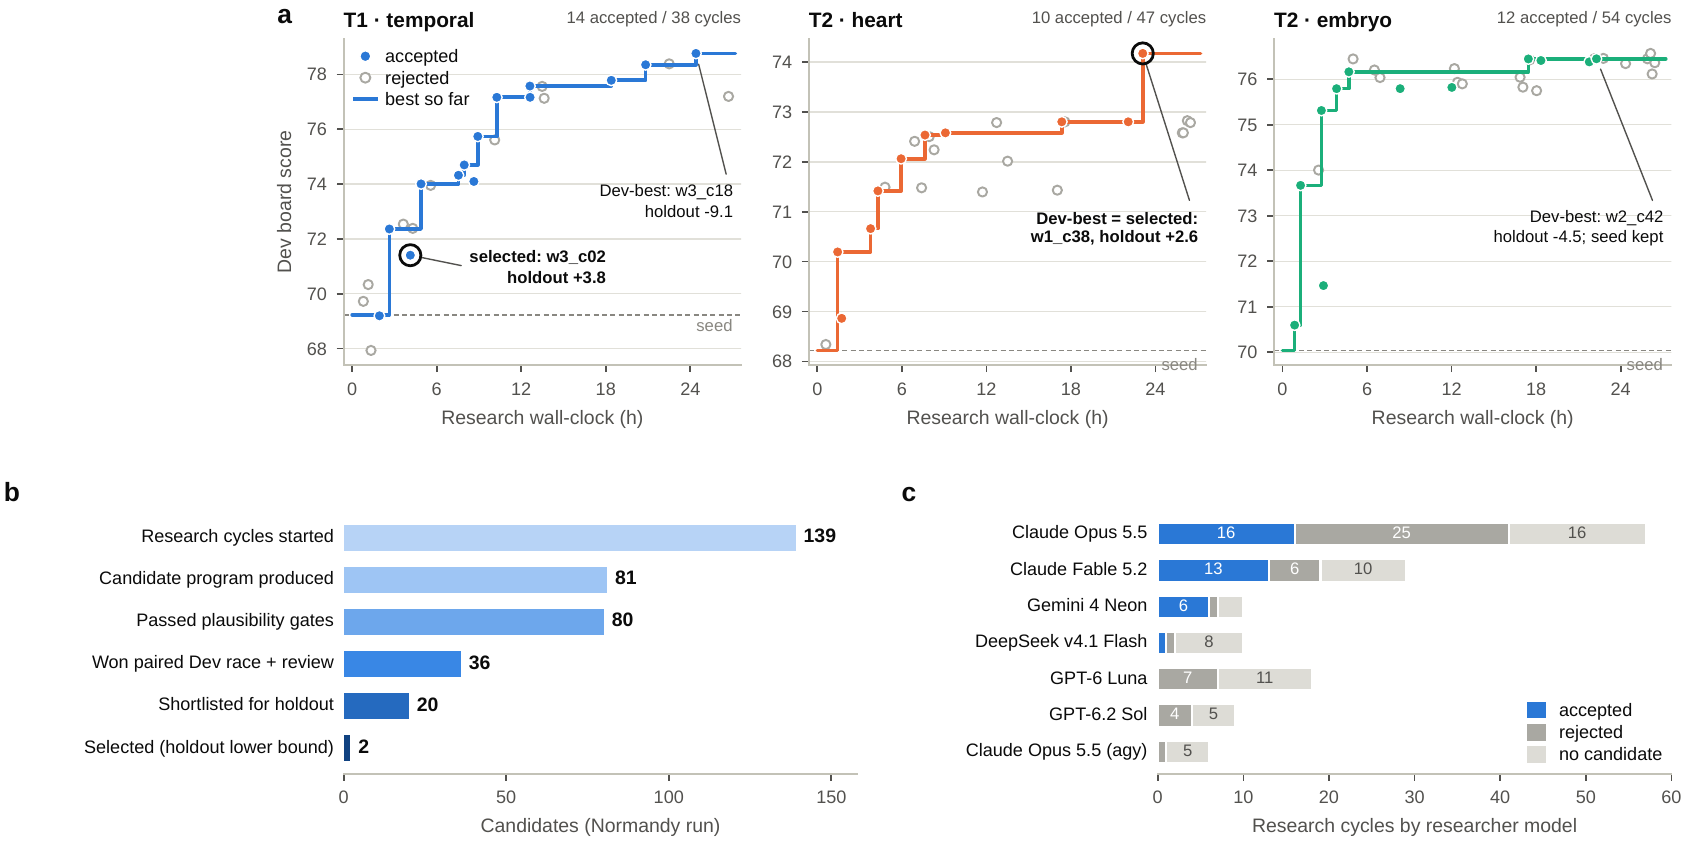 a
T1 · temporal
14 accepted / 38 cycles
accepted
rejected
best so far
78
76
74
72
70
68
Dev board score
Dev-best: w3_c18
holdout -9.1
selected: w3_c02
holdout +3.8
seed
0 6 12 18 24
Research wall-clock (h)
T2 · heart
10 accepted / 47 cycles
74
73
72
71
70
69
68
Dev-best = selected:
w1_c38, holdout +2.6
seed
0 6 12 18 24
Research wall-clock (h)
T2 · embryo
12 accepted / 54 cycles
76
75
74
73
72
71
70
Dev-best: w2_c42
holdout -4.5; seed kept
seed
0 6 12 18 24
Research wall-clock (h)
b
Research cycles started 139
Candidate program produced 81
Passed plausibility gates 80
Won paired Dev race + review 36
Shortlisted for holdout 20
Selected (holdout lower bound) 2
0 50 100 150
Candidates (Normandy run)
c
Claude Opus 5.5 16 25 16
Claude Fable 5.2 13 6 10
Gemini 4 Neon 6
DeepSeek v4.1 Flash 8
GPT-6 Luna 7 11
GPT-6.2 Sol 4 5
Claude Opus 5.5 (agy) 5
accepted
rejected
no candidate
0 10 20 30 40 50 60
Research cycles by researcher model